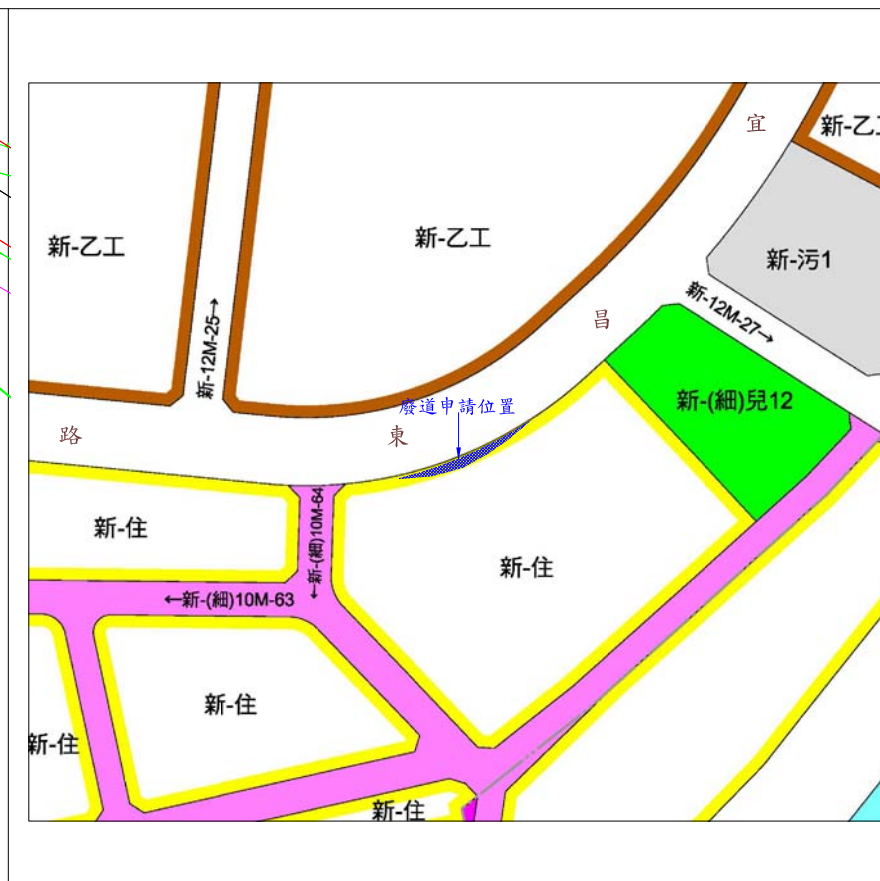 宜
新-乙工
新-乙工
新-乙工
新-污1
新-12M-27→
昌
新-12M-25→
新-(細)兒12
廢道申請位置
東
路
新-住
←新-(細)10M-64
新-住
←新-(細)10M-63
新-住
新-住
新-住